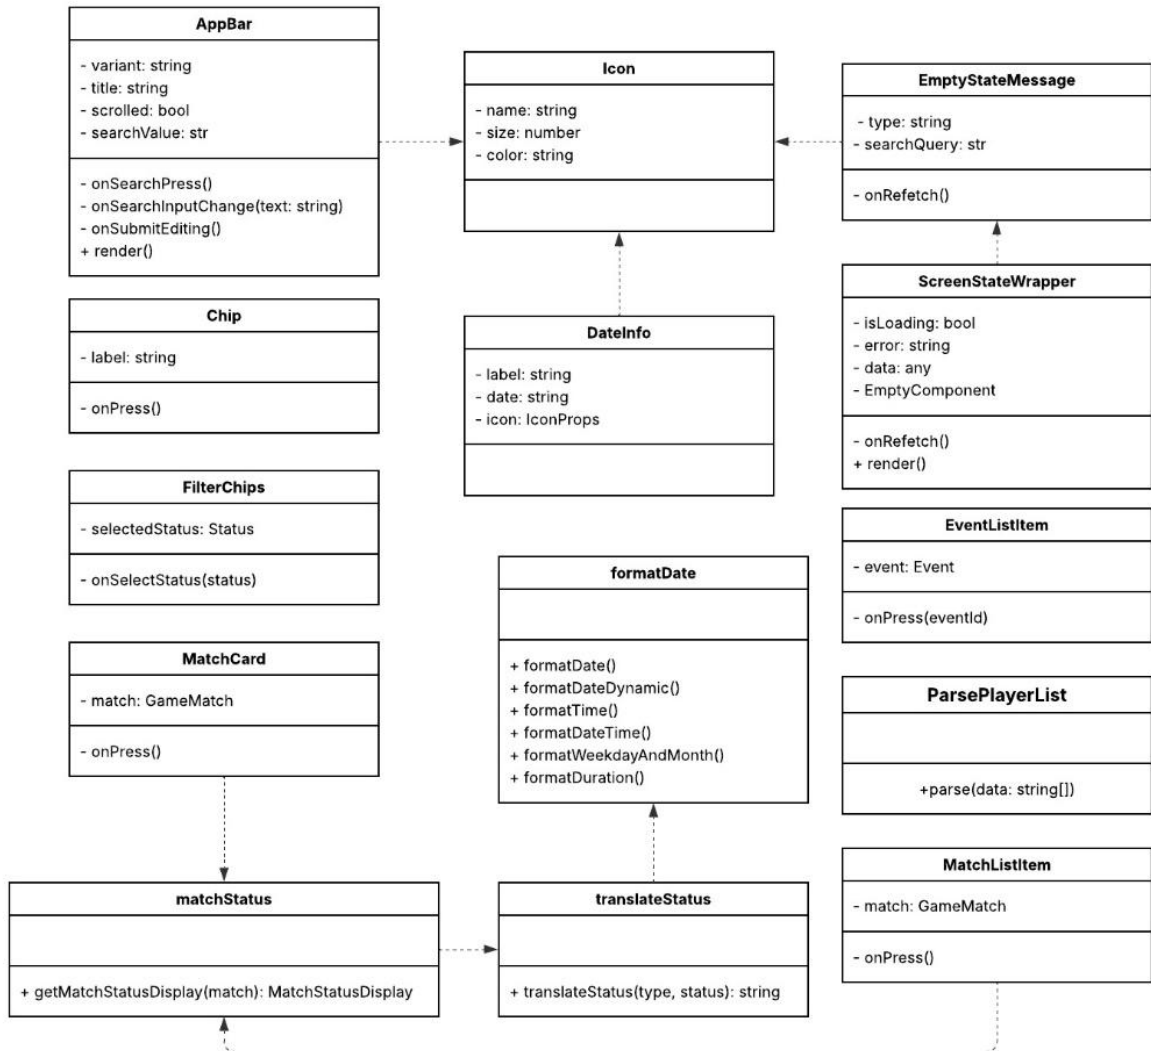 AppBar
- variant: string
- title: string
- scrolled: bool
- searchValue: str
- onSearchPress()
- onSearchInputChange(text: string)
- onSubmitEditing()
+ render()
Chip
- label: string
- onPress()
FilterChips
- selectedStatus: Status
- onSelectStatus(status)
MatchCard
- match: GameMatch
- onPress()
matchStatus
+ getMatchStatusDisplay(match): MatchStatusDisplay
Icon
- name: string
- size: number
- color: string
DateInfo
- label: string
- date: string
- icon: IconProps
formatDate
+ formatDate()
+ formatDateDynamic()
+ formatTime()
+ formatDateTime()
+ formatWeekdayAndMonth()
+ formatDuration()
translateStatus
+ translateStatus(type, status): string
EmptyStateMessage
- type: string
- searchQuery: str
- onRefetch()
ScreenStateWrapper
- isLoading: bool
- error: string
- data: any
- EmptyComponent
- onRefetch()
+ render()
EventListItem
- event: Event
- onPress(eventId)
ParsePlayerList
+parse(data: string[])
MatchListItem
- match: GameMatch
- onPress()